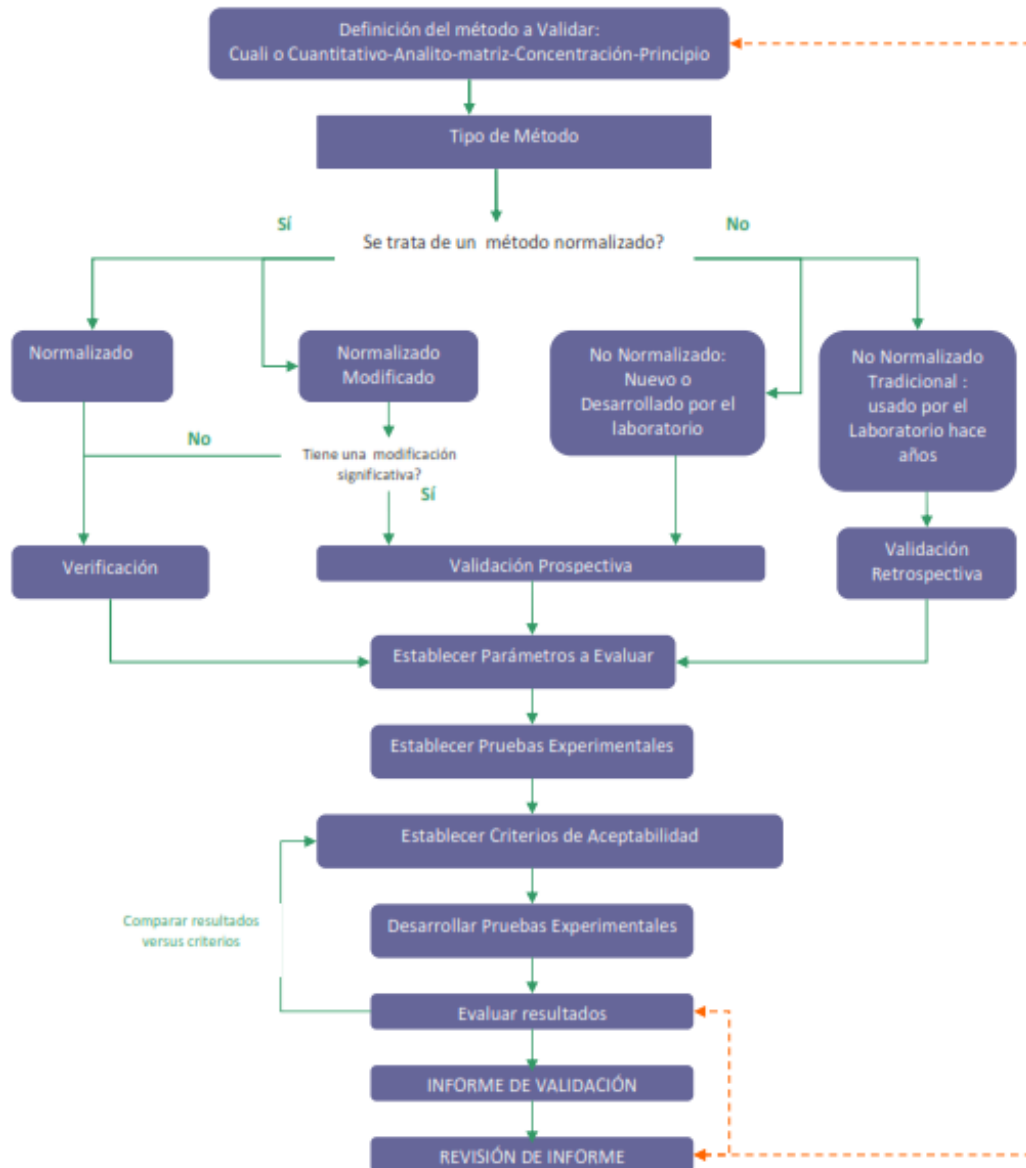 Definición del método a Validar:
Cuali o Cuantitativo-Analito-matriz-Concentración-Principio
Tipo de Método
Sí
No
Se trata de un método normalizado?
Normalizado
Normalizado
Modificado
No Normalizado:
Nuevo o
Desarrollado por el
laboratorio
No Normalizado
Tradicional :
usado por el
Laboratorio hace
años
No
Tiene una modificación
significativa?
Sí
Verificación
Validación Prospectiva
Validación
Retrospectiva
Establecer Parámetros a Evaluar
Establecer Pruebas Experimentales
Establecer Criterios de Aceptabilidad
Comparar resultados
versus criterios
Desarrollar Pruebas Experimentales
Evaluar resultados
INFORME DE VALIDACIÓN
REVISIÓN DE INFORME